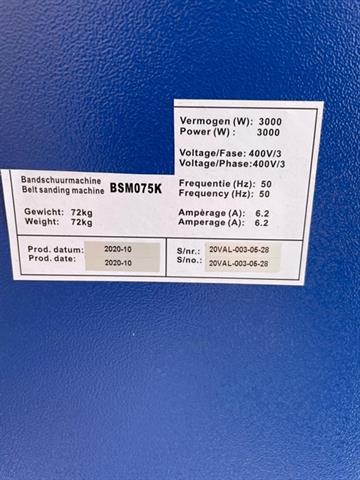 Vermogen (W): 3000
Power (W) : 3000
Voltage/Fase: 400V/3
Voltage/Phase: 400V/3
Bandschuurmachine
Belt sanding machine BSM075K
Frequentie (Hz): 50
Frequency (Hz): 50
Gewicht: 72kg
Weight: 72kg
Ampèrage (A): 6.2
Amperage (A): 6.2
Prod. datum: 2020-10
Prod. date: 2020-10
S/nr.: 20VAL-003-05-28
S/no.: 20VAL-003-05-28